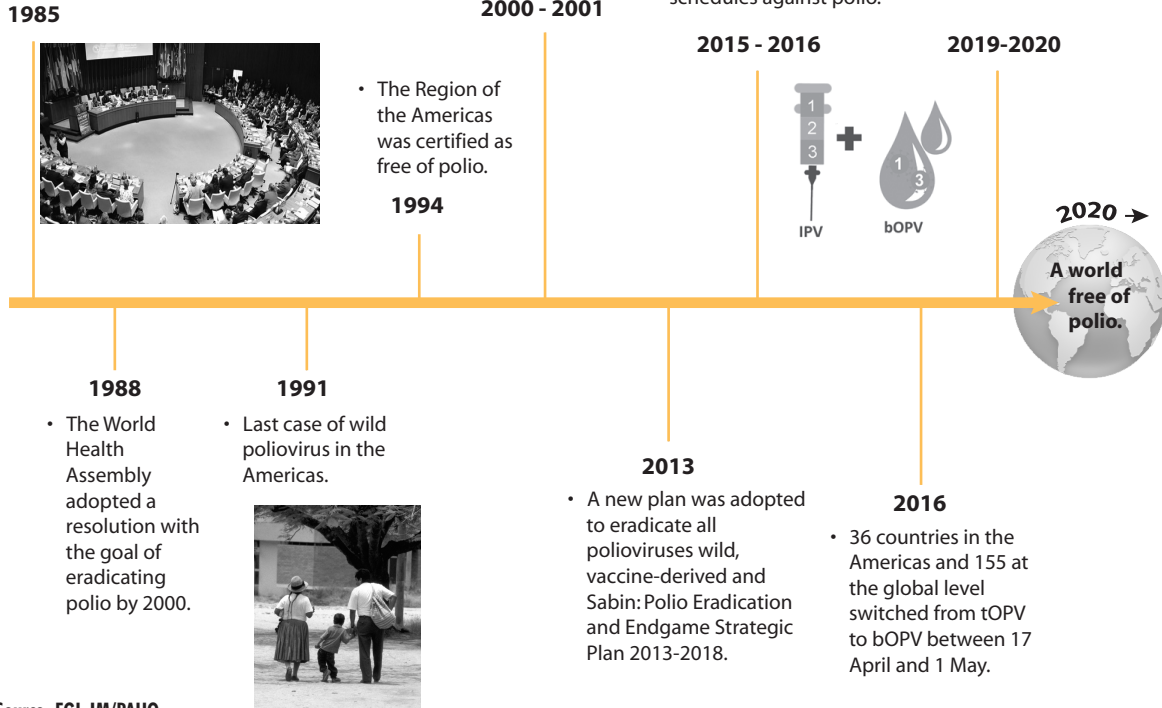 schedules against polio.
1985
2000 - 2001
2015 - 2016
2019-2020
• The Region of
the Americas
was certified as
free of polio.
1994
1
2
3
IPV
1
3
bOPV
2020
A world
free of
polio.
1988
• The World
Health
Assembly
adopted a
resolution with
the goal of
eradicating
polio by 2000.
1991
• Last case of wild
poliovirus in the
Americas.
2013
• A new plan was adopted
to eradicate all
polioviruses wild,
vaccine-derived and
Sabin: Polio Eradication
and Endgame Strategic
Plan 2013-2018.
2016
• 36 countries in the
Americas and 155 at
the global level
switched from tOPV
to bOPV between 17
April and 1 May.